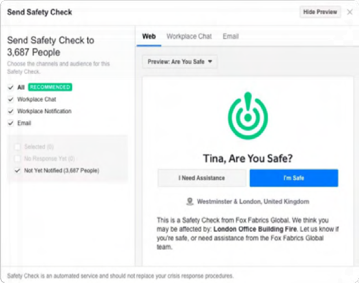 Send Safety Check
Hide Preview
Send Safety Check to
3,687 People
Choose the channels and audience for this
Safety Check.
All RECOMMENDED
Workplace Chat
Workplace Notification
Email
Selected (0)
No Response Yet (0)
Not Yet Notified (3,687 People)
Web Workplace Chat Email
Preview: Are You Safe
Tina, Are You Safe?
I Need Assistance
I'm Safe
Westminster & London, United Kingdom
This is a Safety Check from Fox Fabrics Global. We think you
may be affected by: London Office Building Fire. Let us know if
you're safe, or need assistance from the Fox Fabrics Global
team.
Safety Check is an automated service and should not replace your crisis response procedures.